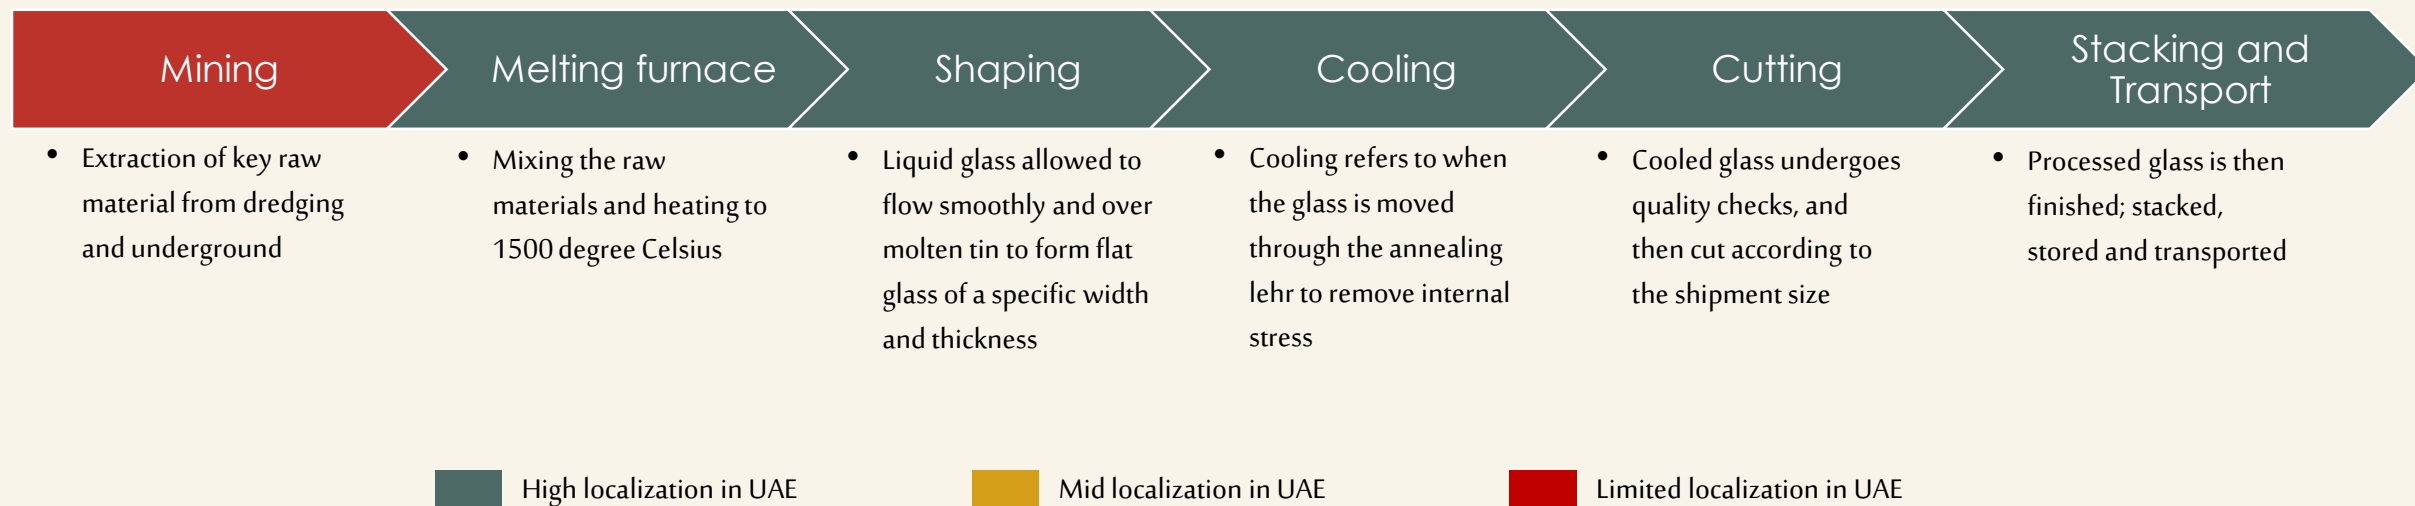 Mining
Melting furnace
Shaping
Cooling
Cutting
Stacking and
Transport
• Extraction of key raw
material from dredging
and underground
• Mixing the raw
materials and heating to
1500 degree Celsius
• Liquid glass allowed to
flow smoothly and over
molten tin to form flat
glass of a specific width
and thickness
• Cooling refers to when
the glass is moved
through the annealing
lehr to remove internal
stress
• Cooled glass undergoes
quality checks, and
then cut according to
the shipment size
• Processed glass is then
finished; stacked,
stored and transported
High localization in UAE
Mid localization in UAE
Limited localization in UAE